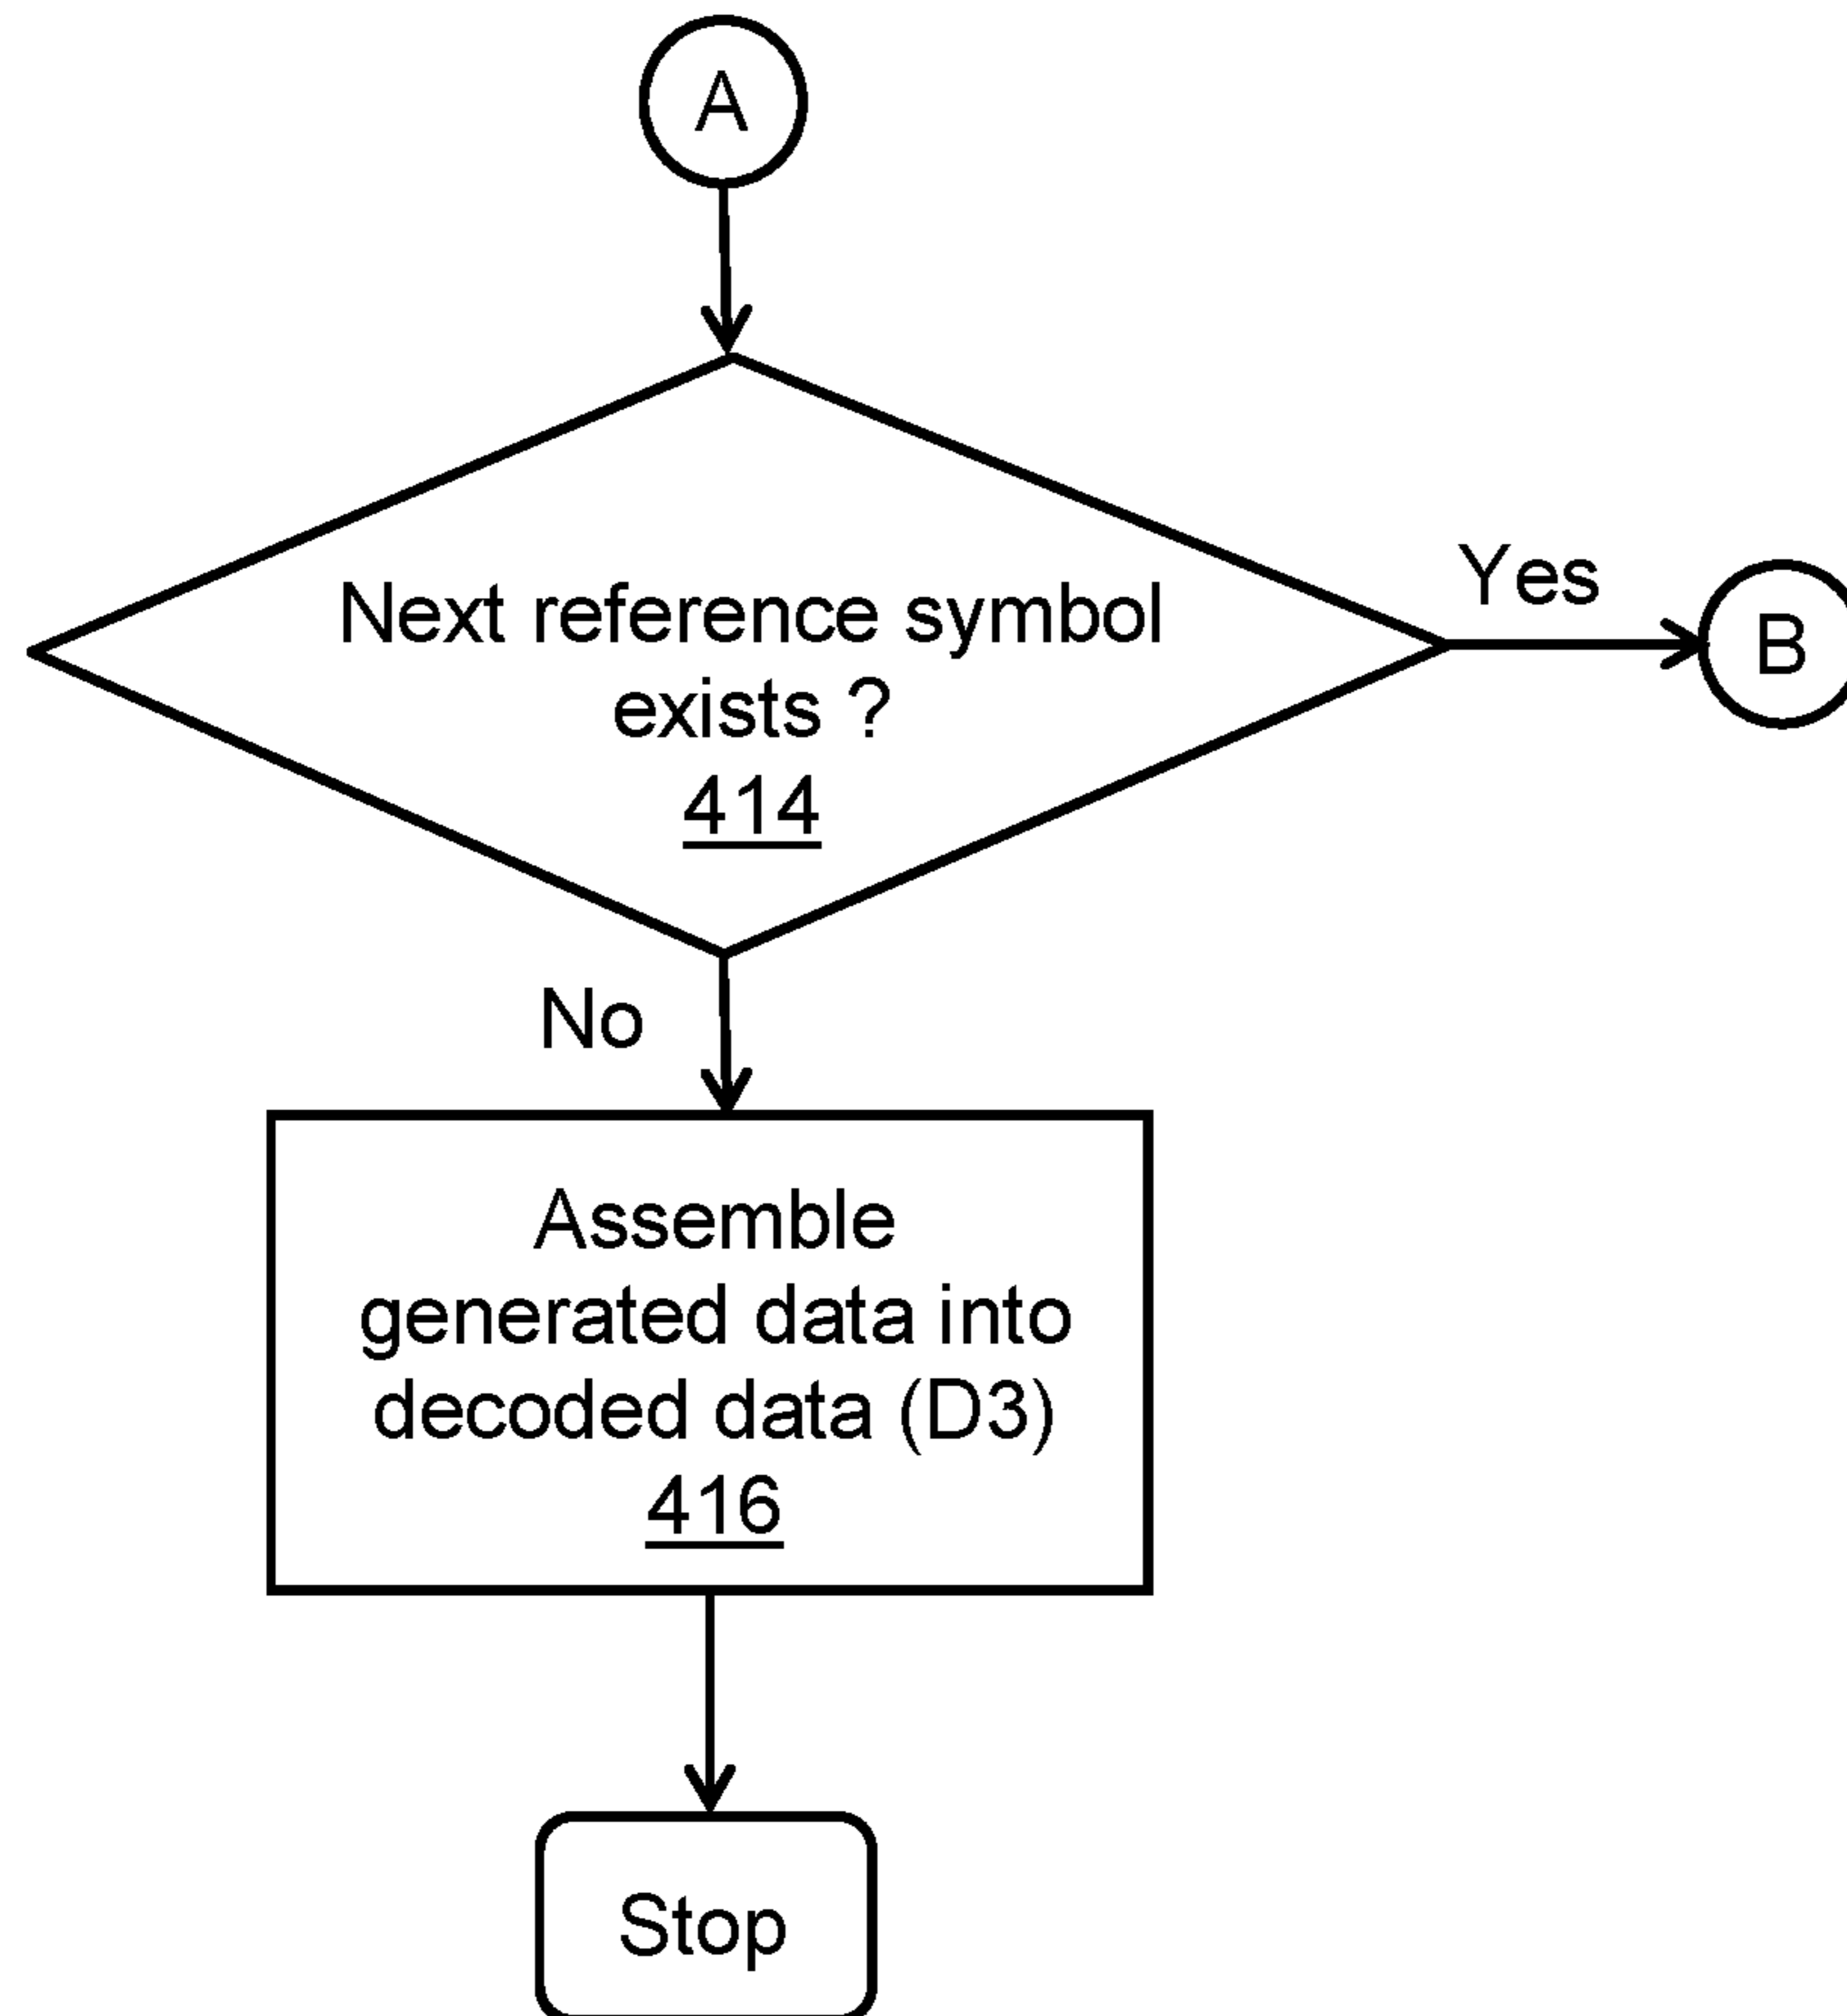 A
Next reference symbol
exists ?
414
Yes
B
No
Assemble
generated data into
decoded data (D3)
416
Stop